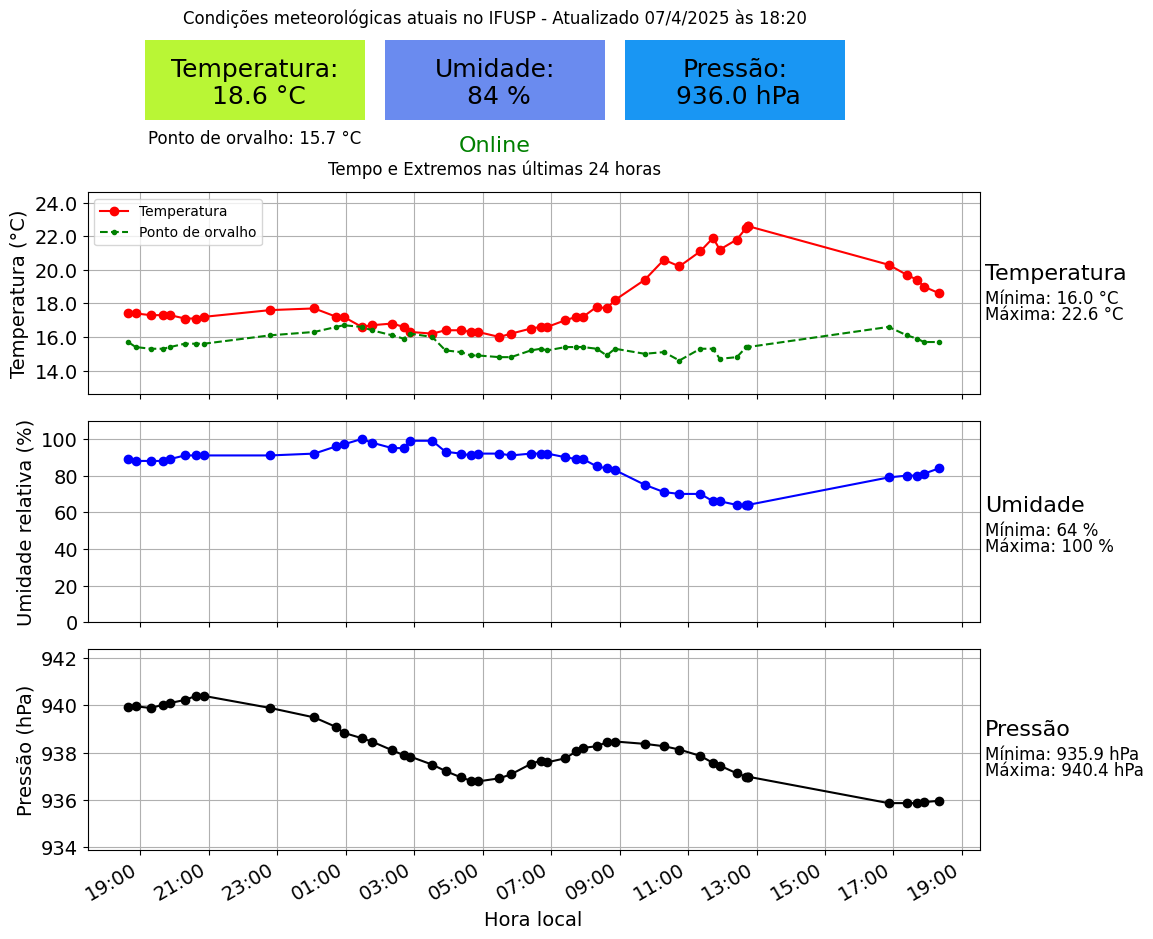 Condições meteorológicas atuais no IFUSP - Atualizado 07/4/2025 às 18:20
Temperatura:
18.6 °C
Umidade:
84 %
Pressão:
936.0 hPa
Ponto de orvalho: 15.7 °C
Online
Tempo e Extremos nas últimas 24 horas
Temperatura (°C)
24.0
22.0
20.0
18.0
16.0
14.0
Temperatura
Ponto de orvalho
Temperatura
Mínima: 16.0 °C
Máxima: 22.6 °C
Umidade relativa (%)
100
80
60
40
20
0
Umidade
Mínima: 64 %
Máxima: 100 %
Pressão (hPa)
942
940
938
936
934
Pressão
Mínima: 935.9 hPa
Máxima: 940.4 hPa
19:00 21:00 23:00 01:00 03:00 05:00 07:00 09:00 11:00 13:00 15:00 17:00 19:00
Hora local